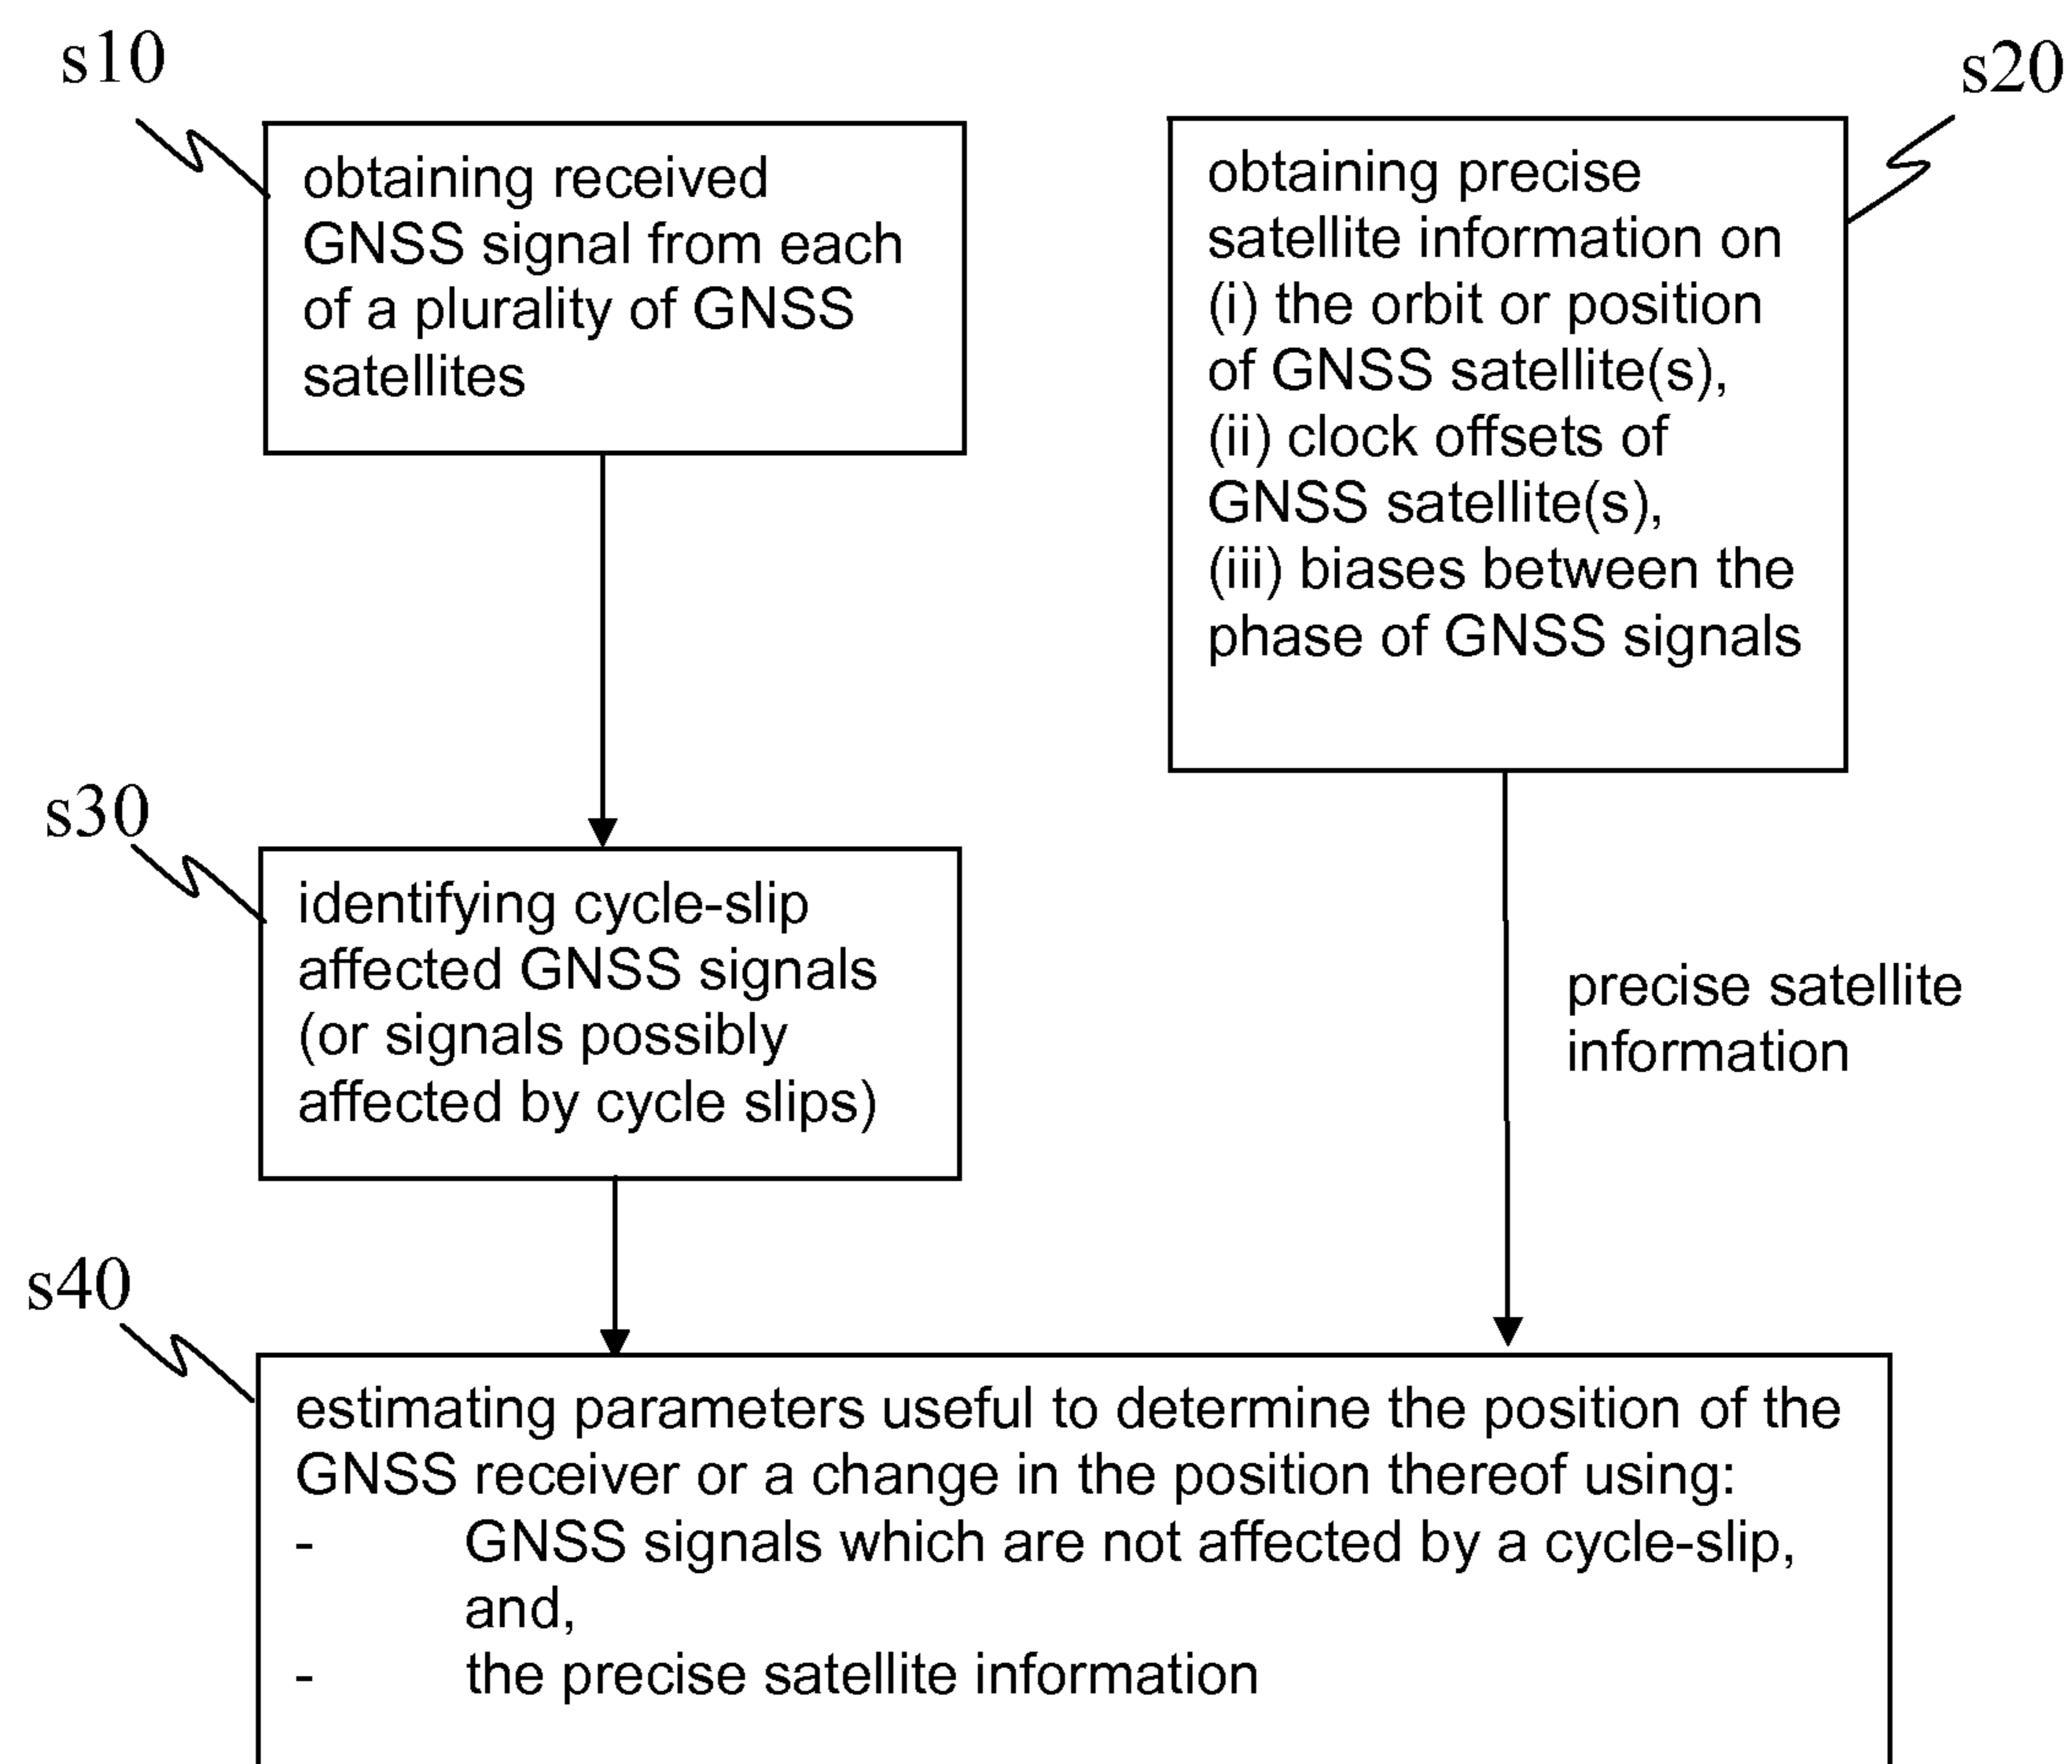 s10
obtaining received
GNSS signal from each
of a plurality of GNSS
satellites
s20
obtaining precise
satellite information on
(i) the orbit or position
of GNSS satellite(s),
(ii) clock offsets of
GNSS satellite(s),
(iii) biases between the
phase of GNSS signals
s30
identifying cycle-slip
affected GNSS signals
(or signals possibly
affected by cycle slips)
precise satellite
information
s40
estimating parameters useful to determine the position of the
GNSS receiver or a change in the position thereof using:
- GNSS signals which are not affected by a cycle-slip,
and,
- the precise satellite information